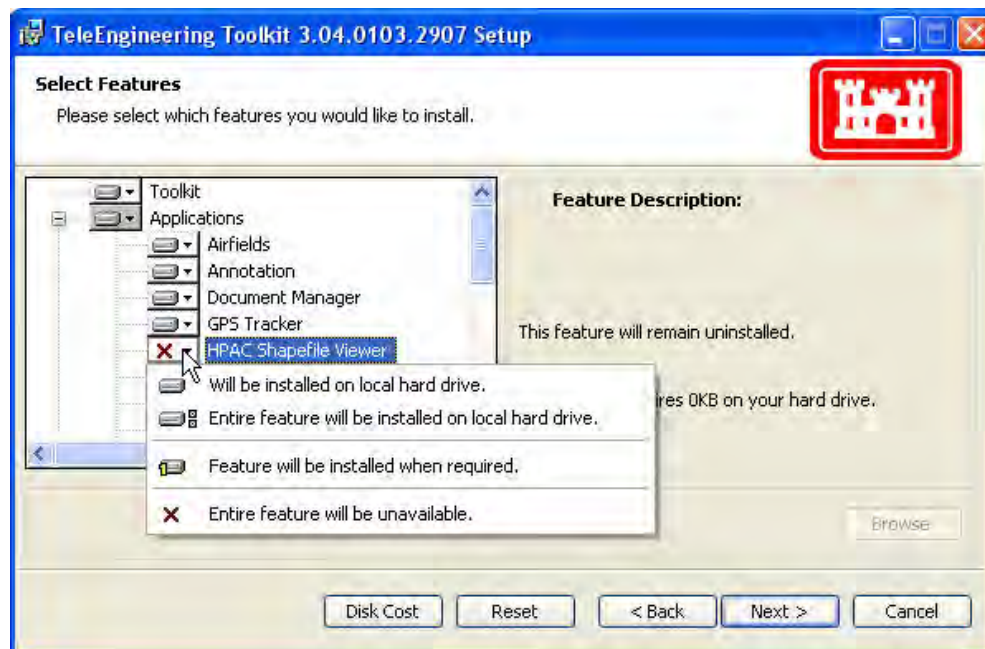 TeleEngineering Toolkit 3.04.0103.2907 Setup
Select Features
Please select which features you would like to install.
Toolkit
Applications
Airfields
Annotation
Document Manager
GPS Tracker
HPAC Shapefile Viewer
Feature Description:
This feature will remain uninstalled.
0KB on your hard drive.
Will be installed on local hard drive.
Entire feature will be installed on local hard drive.
Feature will be installed when required.
Entire feature will be unavailable.
Browse
Disk Cost
Reset
< Back
Next >
Cancel